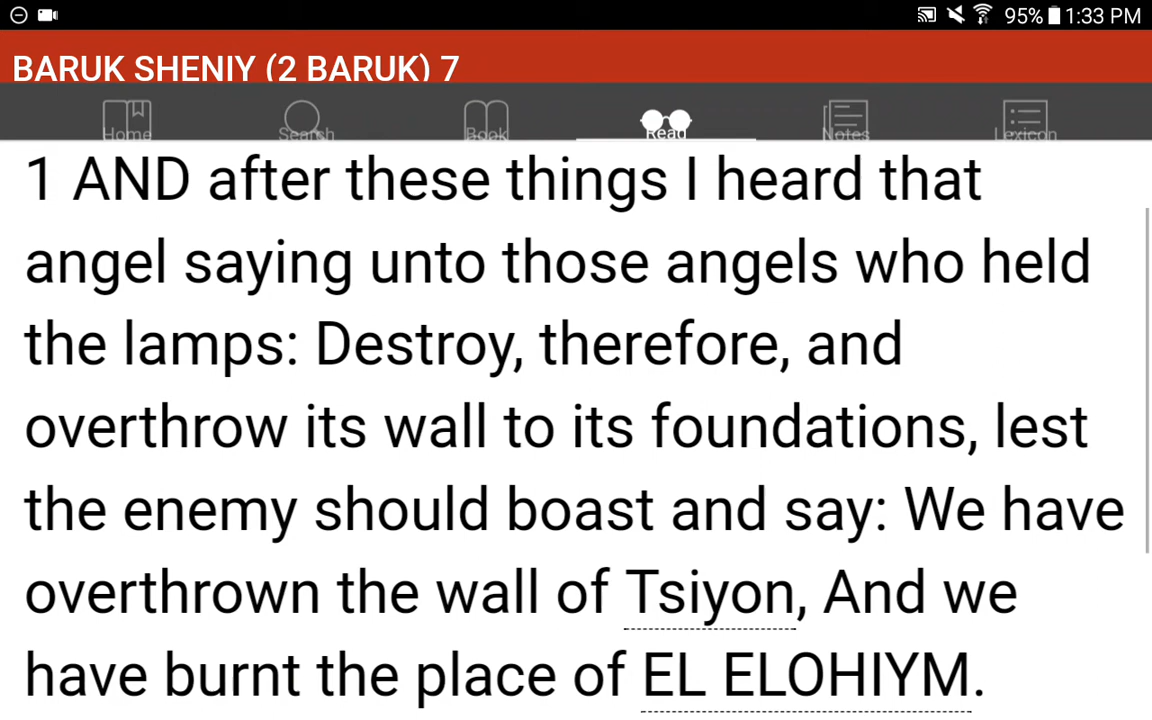 95% 1:33 PM
BARUK SHENIY (2 BARUK) 7
Home Search Book Read Notes Lexicon
1 AND after these things I heard that
angel saying unto those angels who held
the lamps: Destroy, therefore, and
overthrow its wall to its foundations, lest
the enemy should boast and say: We have
overthrown the wall of Tsiyon, And we
have burnt the place of EL ELOHIYM.